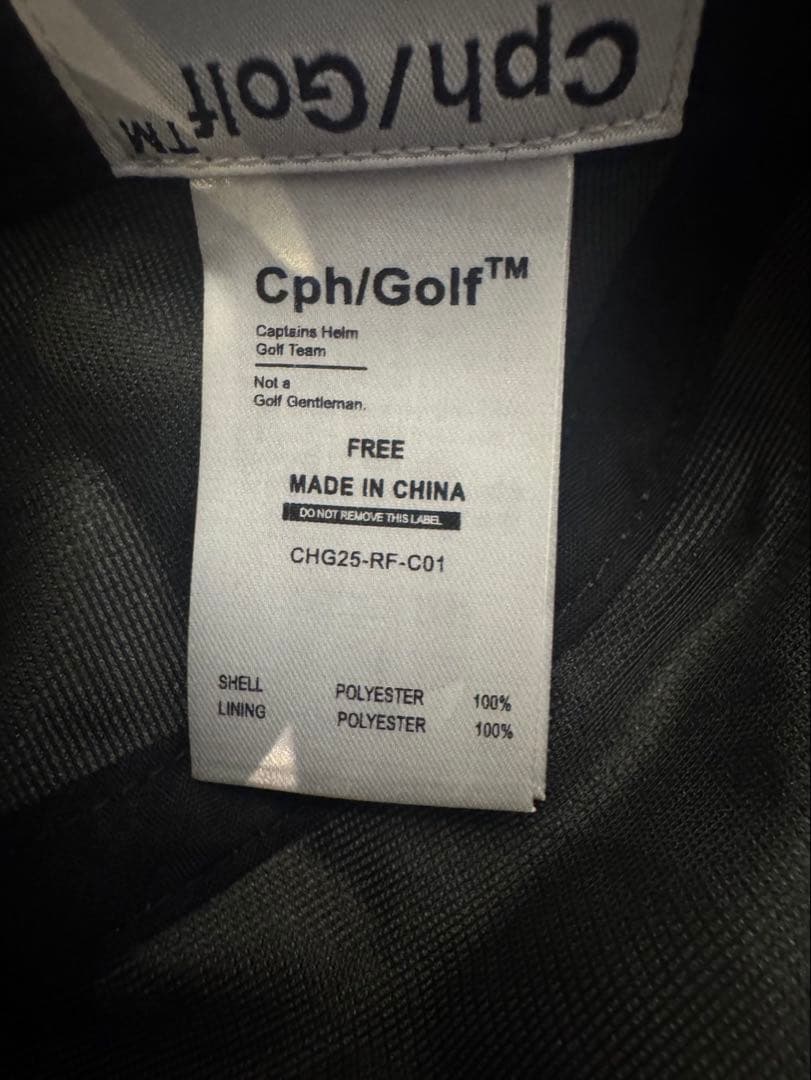 Cph/Golf™
Cph/Golf™
Captains Helm
Golf Team
Not a
Golf Gentleman.
FREE
MADE IN CHINA
DO NOT REMOVE THIS LABEL
CHG25-RF-C01
SHELL POLYESTER 100%
LINING POLYESTER 100%